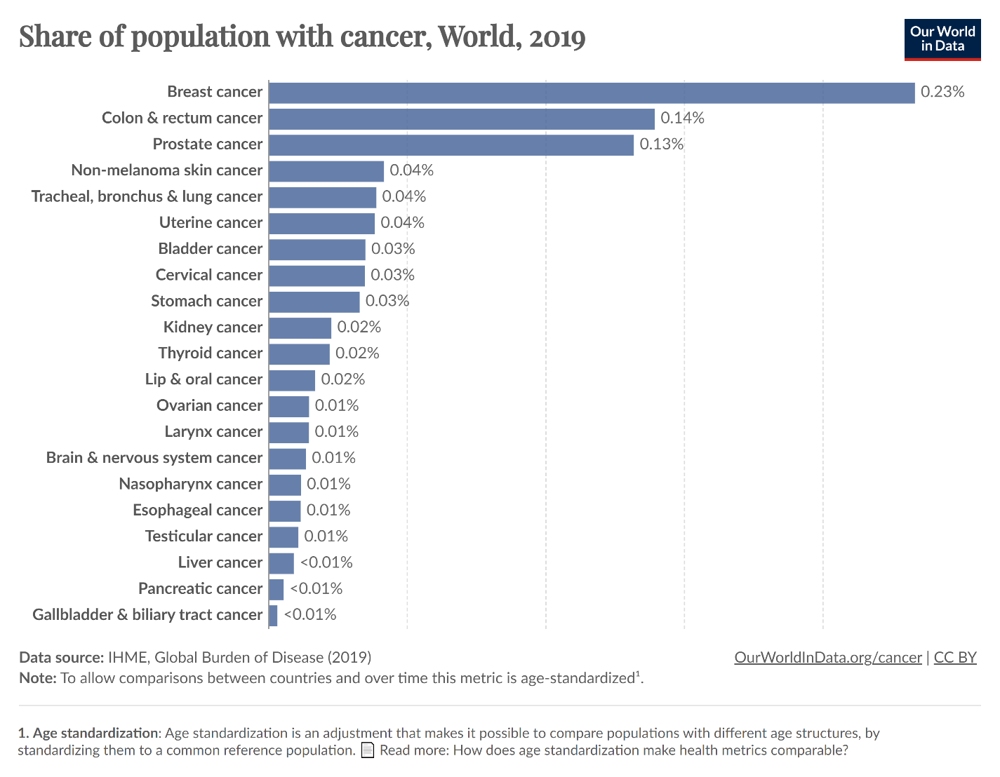 Share of population with cancer, World, 2019
Our World
in Data
Breast cancer 0.23%
Colon & rectum cancer 0.14%
Prostate cancer 0.13%
Non-melanoma skin cancer 0.04%
Tracheal, bronchus & lung cancer 0.04%
Uterine cancer 0.04%
Bladder cancer 0.03%
Cervical cancer 0.03%
Stomach cancer 0.03%
Kidney cancer 0.02%
Thyroid cancer 0.02%
Lip & oral cancer 0.02%
Ovarian cancer 0.01%
Larynx cancer 0.01%
Brain & nervous system cancer 0.01%
Nasopharynx cancer 0.01%
Esophageal cancer 0.01%
Testicular cancer 0.01%
Liver cancer <0.01%
Pancreatic cancer <0.01%
Gallbladder & biliary tract cancer <0.01%
Data source: IHME, Global Burden of Disease (2019) OurWorldInData.org/cancer | CC BY
Note: To allow comparisons between countries and over time this metric is age-standardized¹.
1. Age standardization: Age standardization is an adjustment that makes it possible to compare populations with different age structures, by
standardizing them to a common reference population. 📄 Read more: How does age standardization make health metrics comparable?